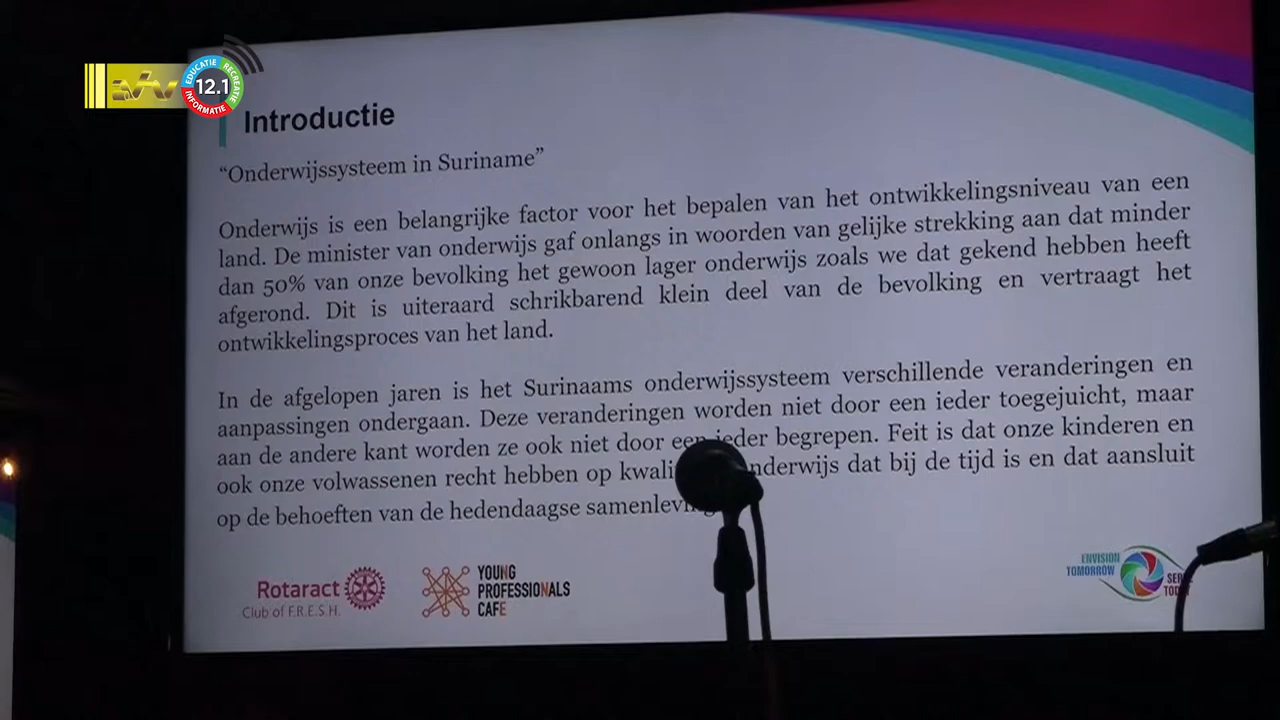 EDUCATIE
RECREATIE
INFORMATIE
12.1
Introductie
“Onderwijssysteem in Suriname”
Onderwijs is een belangrijke factor voor het bepalen van het ontwikkelingsniveau van een
land. De minister van onderwijs gaf onlangs in woorden van gelijke strekking aan dat minder
dan 50% van onze bevolking het gewoon lager onderwijs zoals we dat gekend hebben heeft
afgerond. Dit is uiteraard schrikbarend klein deel van de bevolking en vertraagt het
ontwikkelingsproces van het land.
In de afgelopen jaren is het Surinaams onderwijssysteem verschillende veranderingen en
aanpassingen ondergaan. Deze veranderingen worden niet door een ieder toegejuicht, maar
aan de andere kant worden ze ook niet door een ieder begrepen. Feit is dat onze kinderen en
ook onze volwassenen recht hebben op kwali nderwijs dat bij de tijd is en dat aansluit
op de behoeften van de hedendaagse samenleving
Rotaract
Club of F.R.E.S.H.
YOUNG
PROFESSIONALS
CAFE
ENVISION
TOMORROW